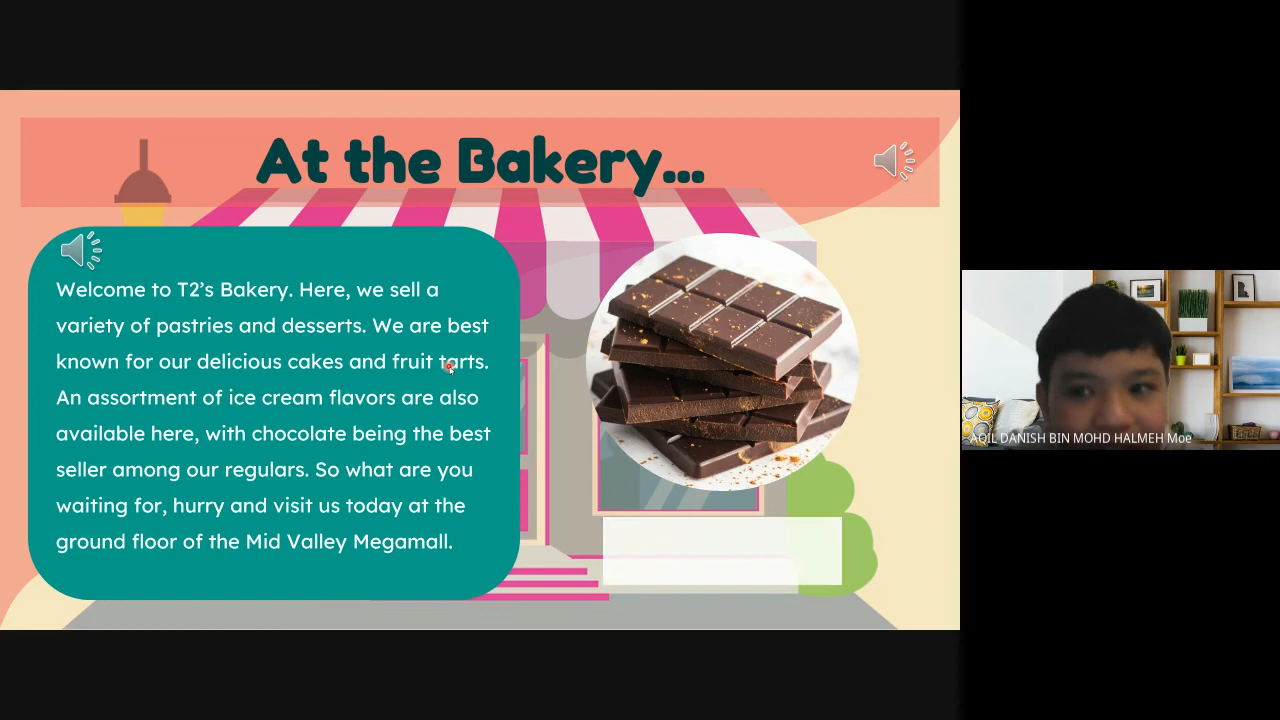 At the Bakery...
Welcome to T2's Bakery. Here, we sell a
variety of pastries and desserts. We are best
known for our delicious cakes and fruit tarts.
An assortment of ice cream flavors are also
available here, with chocolate being the best
seller among our regulars. So what are you
waiting for, hurry and visit us today at the
ground floor of the Mid Valley Megamall.
AQIL DANISH BIN MOHD HALMEH Moe